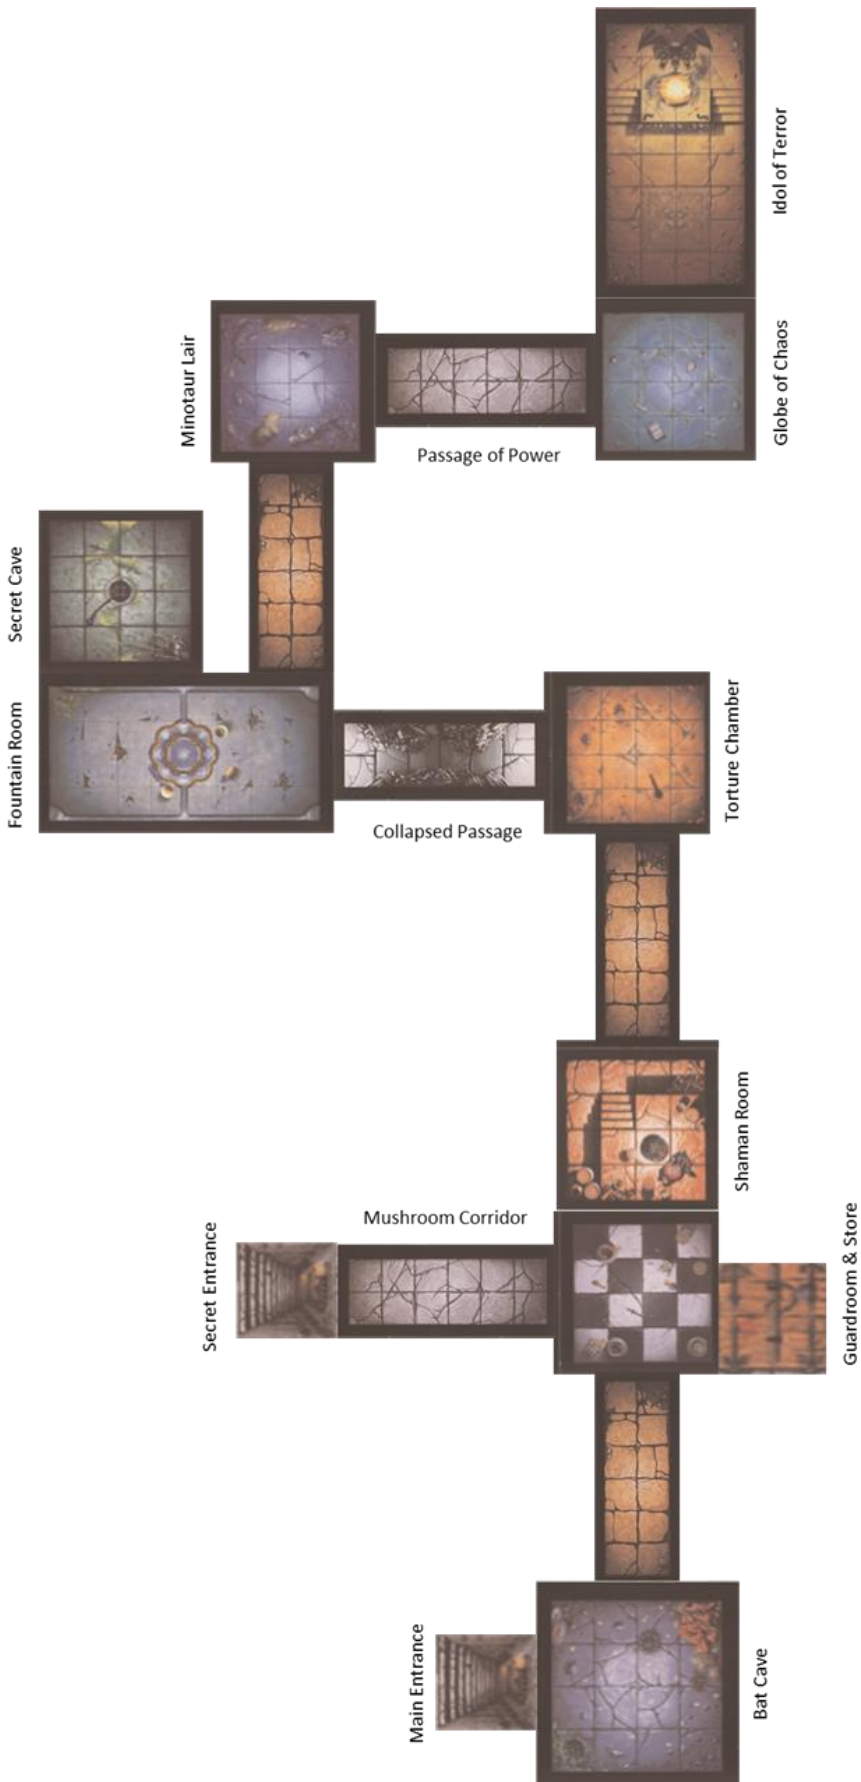 Idol of Terror
Minotaur Lair
Globe of Chaos
Passage of Power
Secret Cave
Fountain Room
Torture Chamber
Collapsed Passage
Shaman Room
Mushroom Corridor
Secret Entrance
Guardroom & Store
Main Entrance
Bat Cave